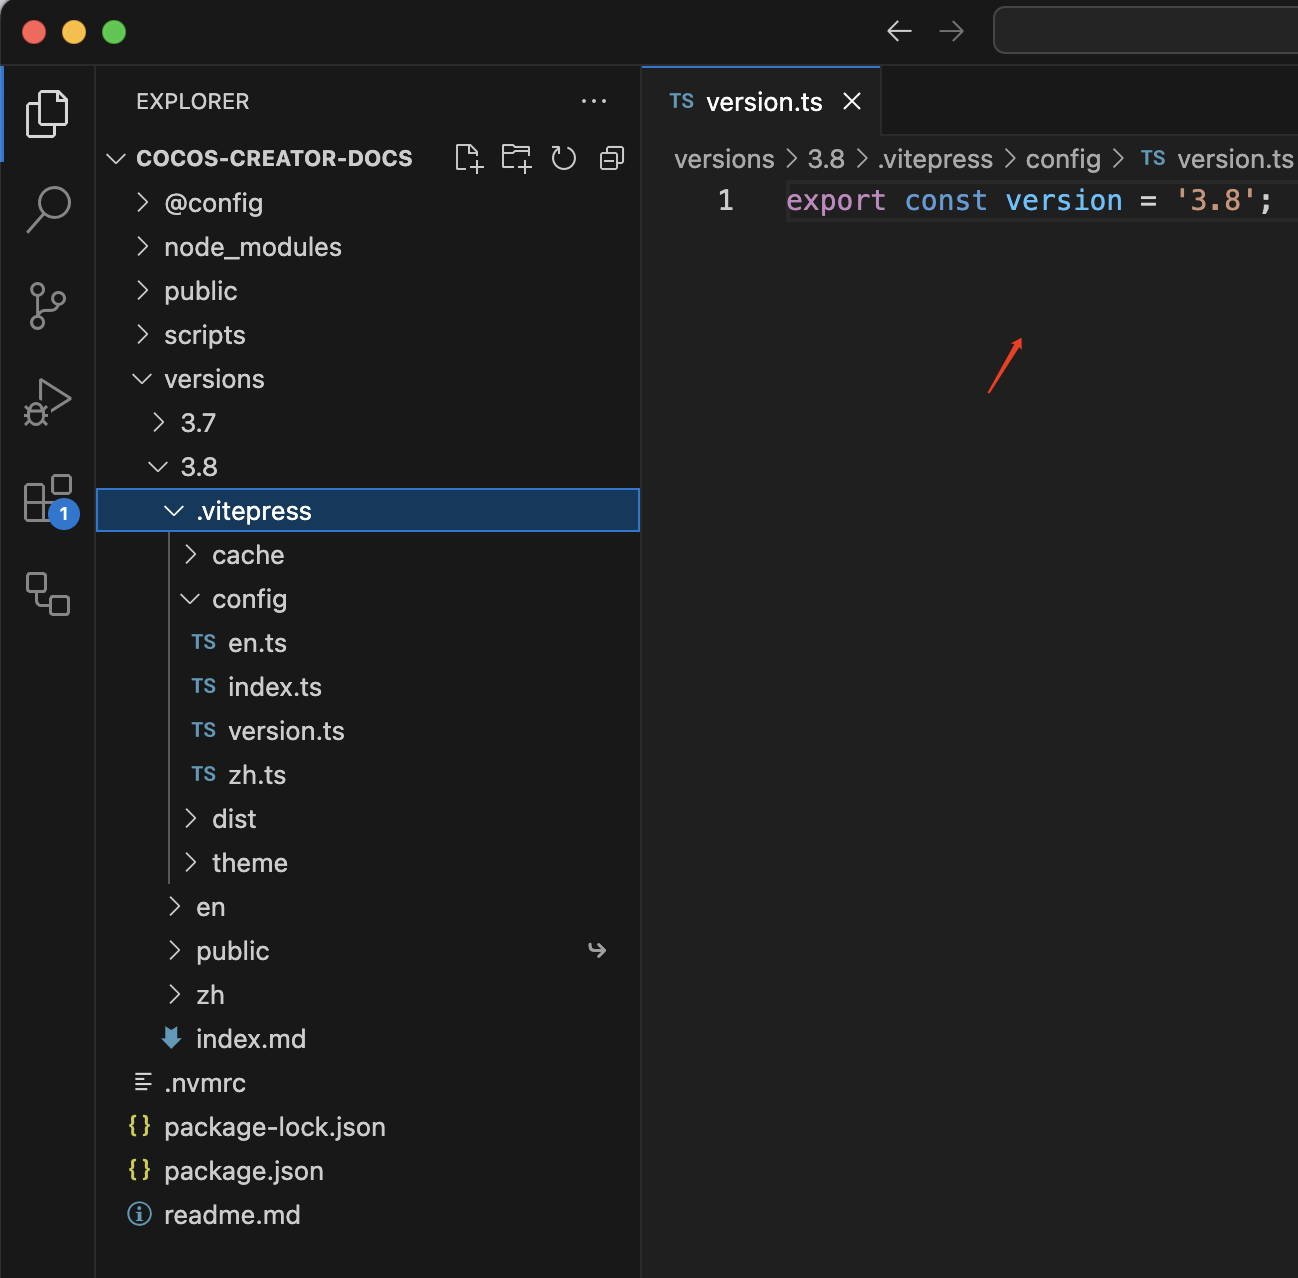 EXPLORER
COCOS-CREATOR-DOCS
@config
node_modules
public
scripts
versions
3.7
3.8
.vitepress
cache
config
TS en.ts
TS index.ts
TS version.ts
TS zh.ts
dist
theme
en
public
zh
index.md
.nvmrc
{} package-lock.json
{} package.json
readme.md
1
TS version.ts
versions > 3.8 > .vitepress > config > TS version.ts
1 export const version = '3.8';